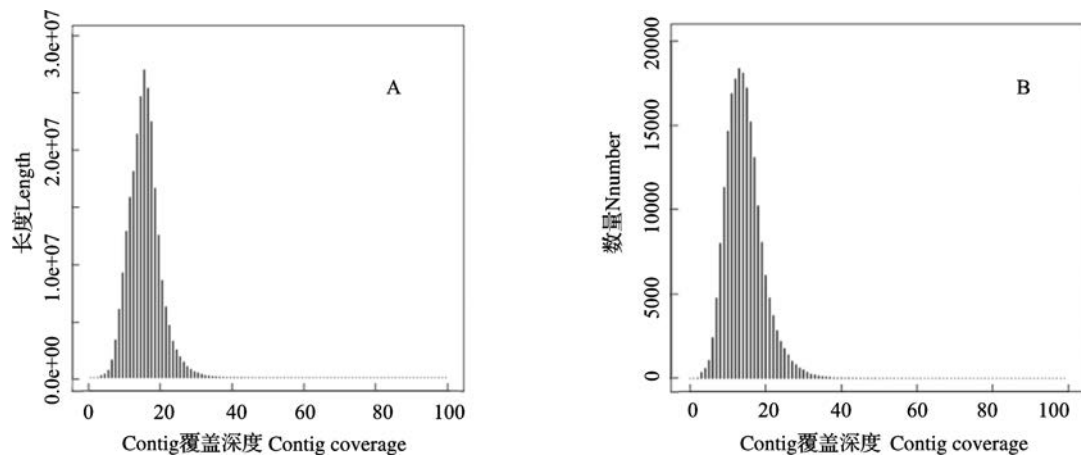 A
长度Length
3.0e+07
2.0e+07
1.0e+07
0.0e+00
0 20 40 60 80 100
Contig覆盖深度 Contig coverage
B
数量Nnumber
20000
15000
10000
5000
0
0 20 40 60 80 100
Contig覆盖深度 Contig coverage